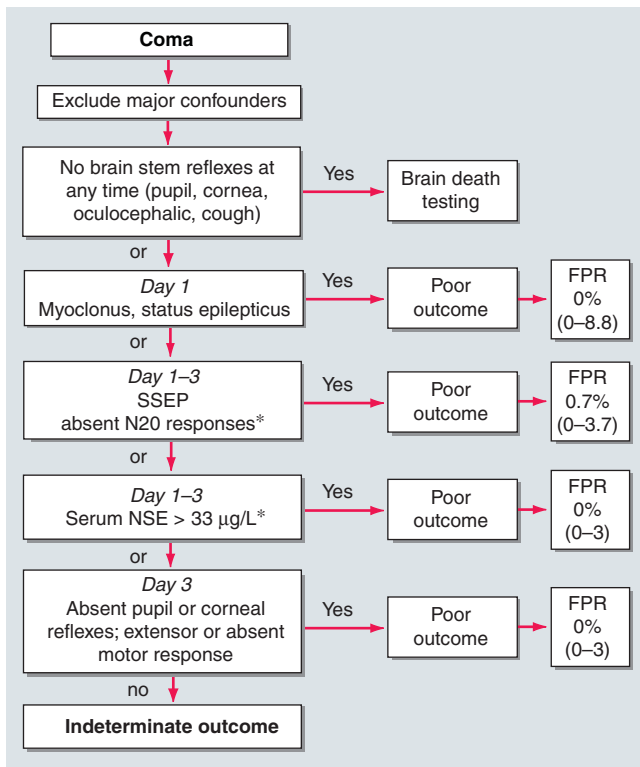 Coma
Exclude major confounders
No brain stem reflexes at
any time (pupil, cornea,
oculocephalic, cough)
Yes
Brain death
testing
or
Day 1
Myoclonus, status epilepticus
Yes
Poor
outcome
FPR
0%
(0–8.8)
or
Day 1–3
SSEP
absent N20 responses*
Yes
Poor
outcome
FPR
0.7%
(0–3.7)
or
Day 1–3
Serum NSE > 33 μg/L*
Yes
Poor
outcome
FPR
0%
(0–3)
or
Day 3
Absent pupil or corneal
reflexes; extensor or absent
motor response
Yes
Poor
outcome
FPR
0%
(0–3)
no
Indeterminate outcome